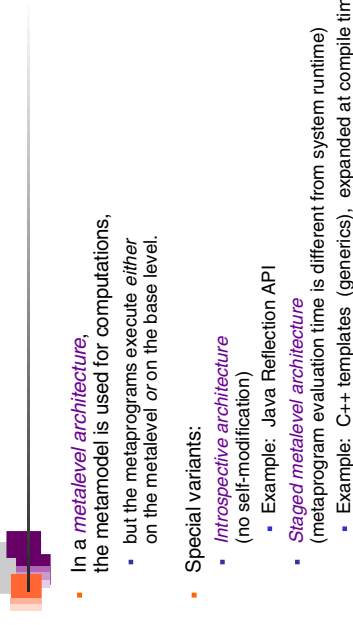 In a metalevel architecture,
the metamodel is used for computations,
but the metaprograms execute either
on the metalevel or on the base level.
Special variants:
Introspective architecture
(no self-modification)
Example: Java Reflection API
Staged metalevel architecture
(metaprogram evaluation time is different from system runtime)
Example: C++ templates (generics), expanded at compile